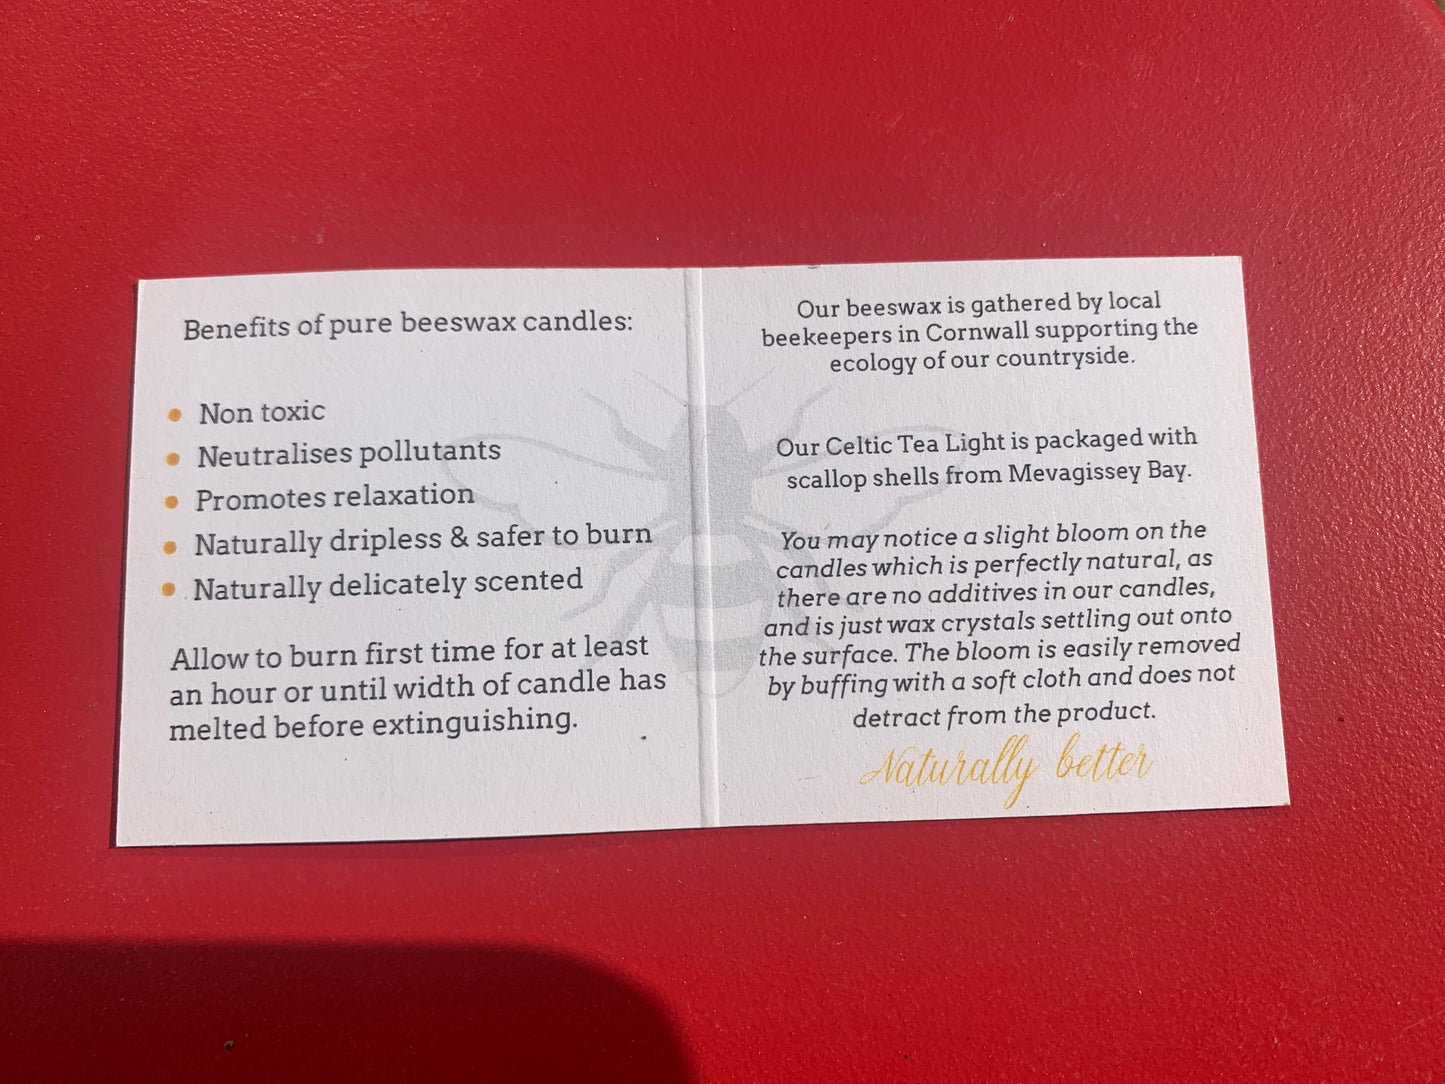 Benefits of pure beeswax candles:
Non toxic
Neutralises pollutants
Promotes relaxation
Naturally dripless & safer to burn
Naturally delicately scented
Allow to burn first time for at least
an hour or until width of candle has
melted before extinguishing.
Our beeswax is gathered by local
beekeepers in Cornwall supporting the
ecology of our countryside.
Our Celtic Tea Light is packaged with
scallop shells from Mevagissey Bay.
You may notice a slight bloom on the
candles which is perfectly natural, as
there are no additives in our candles,
and is just wax crystals settling out onto
the surface. The bloom is easily removed
by buffing with a soft cloth and does not
detract from the product.
Naturally better